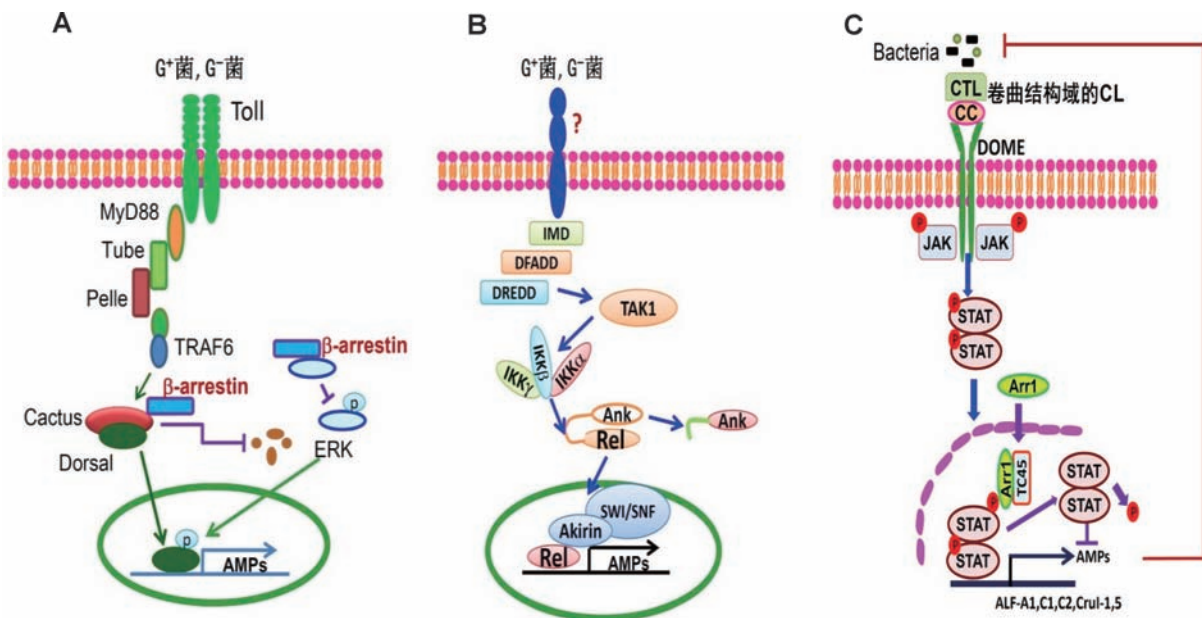 A
G⁺菌, G⁻菌
Toll
MyD88
Tube
Pelle
TRAF6
β-arrestin
β-arrestin
Cactus
Dorsal
p
ERK
p
AMPs
B
G⁺菌, G⁻菌
?
IMD
DFADD
DREDD
TAK1
IKKγ
IKKβ
IKKα
Ank
Rel
Ank
SWI/SNF
Akirin
Rel
AMPs
C
Bacteria
CTL
卷曲结构域的CL
CC
DOME
P
P
JAK
JAK
P
STAT
P
STAT
Arr1
Arr1
TC45
P
STAT
P
STAT
STAT
STAT
P
AMPs
ALF-A1,C1,C2,Crul-1,5